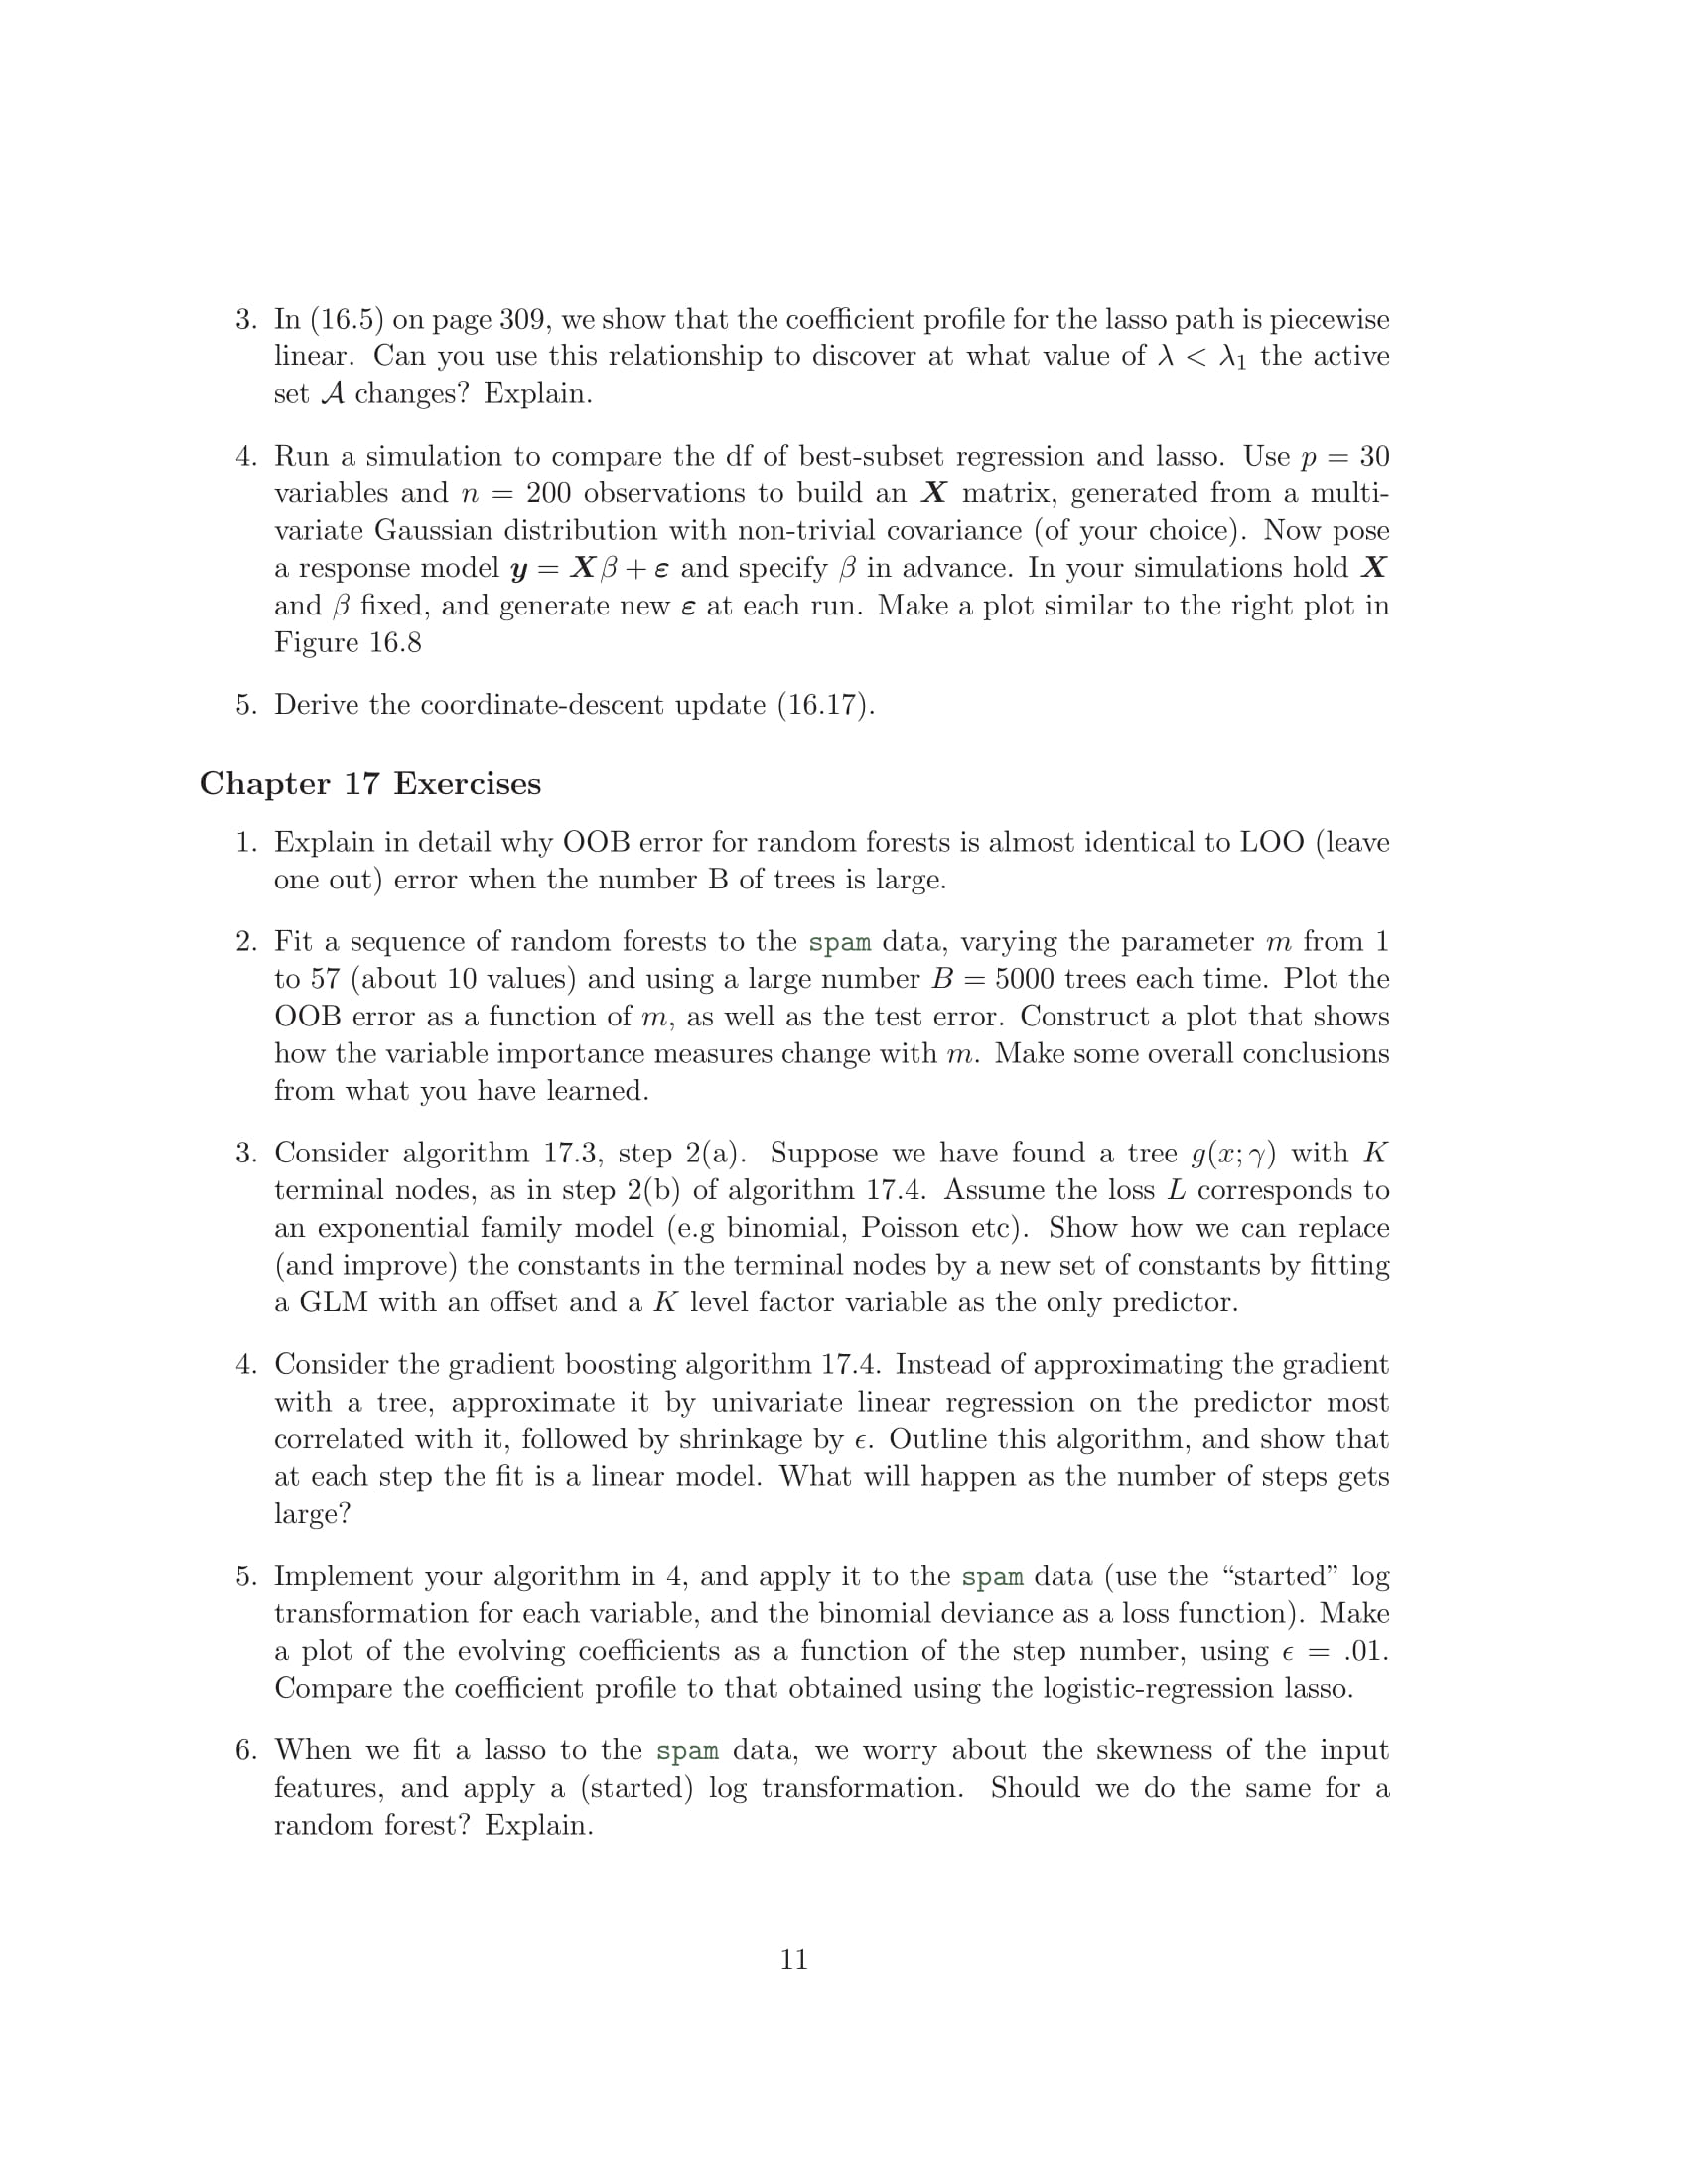 3. In (16.5) on page 309, we show that the coefficient profile for the lasso path is piecewise
linear. Can you use this relationship to discover at what value of λ < λ₁ the active
set 𝒜 changes? Explain.
4. Run a simulation to compare the df of best-subset regression and lasso. Use p = 30
variables and n = 200 observations to build an X matrix, generated from a multi-
variate Gaussian distribution with non-trivial covariance (of your choice). Now pose
a response model y = Xβ + ε and specify β in advance. In your simulations hold X
and β fixed, and generate new ε at each run. Make a plot similar to the right plot in
Figure 16.8
5. Derive the coordinate-descent update (16.17).
Chapter 17 Exercises
1. Explain in detail why OOB error for random forests is almost identical to LOO (leave
one out) error when the number B of trees is large.
2. Fit a sequence of random forests to the spam data, varying the parameter m from 1
to 57 (about 10 values) and using a large number B = 5000 trees each time. Plot the
OOB error as a function of m, as well as the test error. Construct a plot that shows
how the variable importance measures change with m. Make some overall conclusions
from what you have learned.
3. Consider algorithm 17.3, step 2(a). Suppose we have found a tree g(x; γ) with K
terminal nodes, as in step 2(b) of algorithm 17.4. Assume the loss L corresponds to
an exponential family model (e.g binomial, Poisson etc). Show how we can replace
(and improve) the constants in the terminal nodes by a new set of constants by fitting
a GLM with an offset and a K level factor variable as the only predictor.
4. Consider the gradient boosting algorithm 17.4. Instead of approximating the gradient
with a tree, approximate it by univariate linear regression on the predictor most
correlated with it, followed by shrinkage by ϵ. Outline this algorithm, and show that
at each step the fit is a linear model. What will happen as the number of steps gets
large?
5. Implement your algorithm in 4, and apply it to the spam data (use the “started” log
transformation for each variable, and the binomial deviance as a loss function). Make
a plot of the evolving coefficients as a function of the step number, using ϵ = .01.
Compare the coefficient profile to that obtained using the logistic-regression lasso.
6. When we fit a lasso to the spam data, we worry about the skewness of the input
features, and apply a (started) log transformation. Should we do the same for a
random forest? Explain.
11